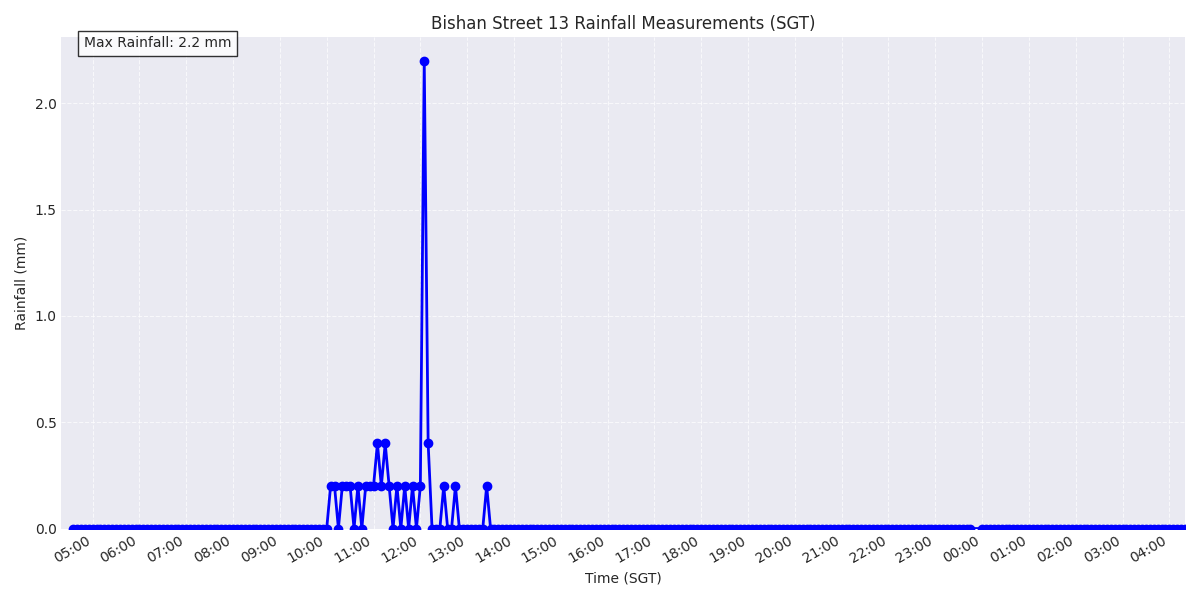 Bishan Street 13 Rainfall Measurements (SGT)
Max Rainfall: 2.2 mm
2.0
1.5
1.0
0.5
0.0
Rainfall (mm)
05:00 06:00 07:00 08:00 09:00 10:00 11:00 12:00 13:00 14:00 15:00 16:00 17:00 18:00 19:00 20:00 21:00 22:00 23:00 00:00 01:00 02:00 03:00 04:00
Time (SGT)